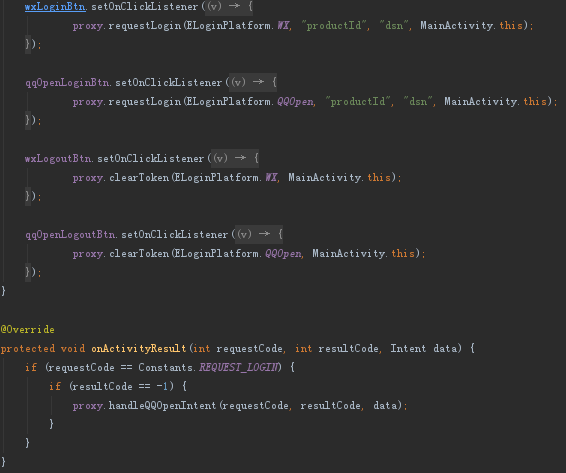 wxLoginBtn.setOnClickListener((v) → {
proxy.requestLogin(ELoginPlatform.WX, "productId", "dsn", MainActivity.this);
});
qqOpenLoginBtn.setOnClickListener((v) → {
proxy.requestLogin(ELoginPlatform.QQOpen, "productId", "dsn", MainActivity.this);
});
wxLogoutBtn.setOnClickListener((v) → {
proxy.clearToken(ELoginPlatform.WX, MainActivity.this);
});
qqOpenLogoutBtn.setOnClickListener((v) → {
proxy.clearToken(ELoginPlatform.QQOpen, MainActivity.this);
});
}
@Override
protected void onActivityResult(int requestCode, int resultCode, Intent data) {
if (requestCode == Constants.REQUEST_LOGIN) {
if (resultCode == -1) {
proxy.handleQQOpenIntent(requestCode, resultCode, data);
}
}
}